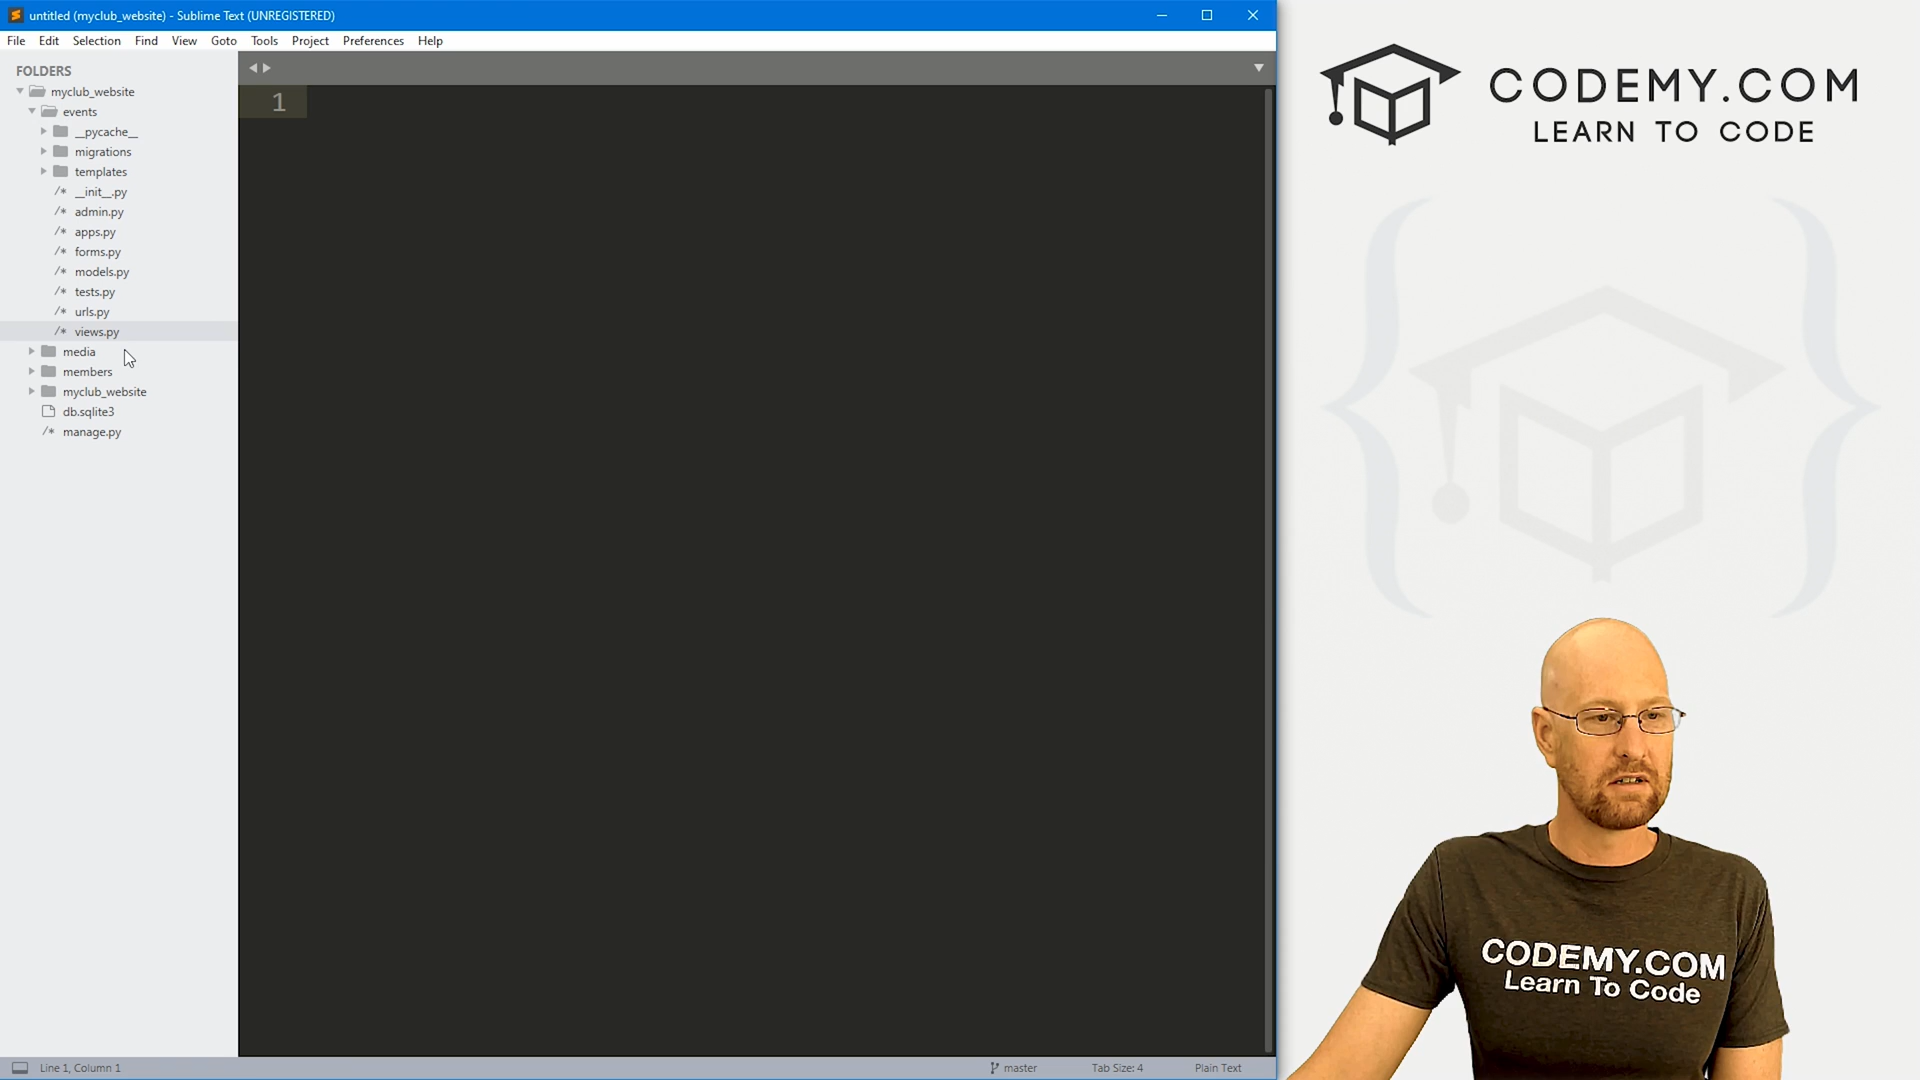 untitled (myclub_website) - Sublime Text (UNREGISTERED)
File Edit Selection Find View Goto Tools Project Preferences Help
FOLDERS
myclub_website
events
__pycache__
migrations
templates
/* __init__.py
/* admin.py
/* apps.py
/* forms.py
/* models.py
/* tests.py
/* urls.py
/* views.py
media
members
myclub_website
db.sqlite3
/* manage.py
1
Line 1, Column 1
master
Tab Size: 4
Plain Text
CODEMY.COM
LEARN TO CODE
CODEMY.COM
Learn To Code